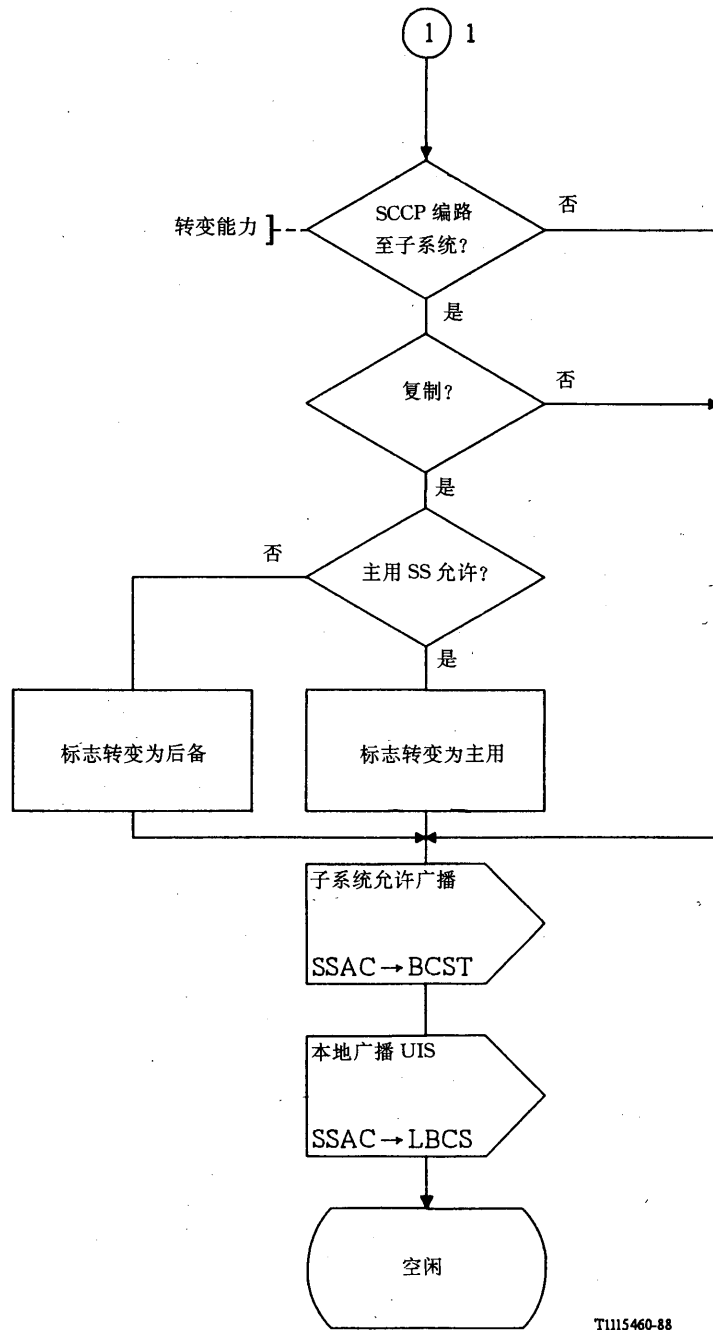 1 1
SCCP 编路
至子系统?
转变能力
否
是
复制?
否
是
否
主用 SS 允许?
是
标志转变为后备
标志转变为主用
子系统允许广播
SSAC→BCST
本地广播 UIS
SSAC→LBCS
空闲
T1115460-88